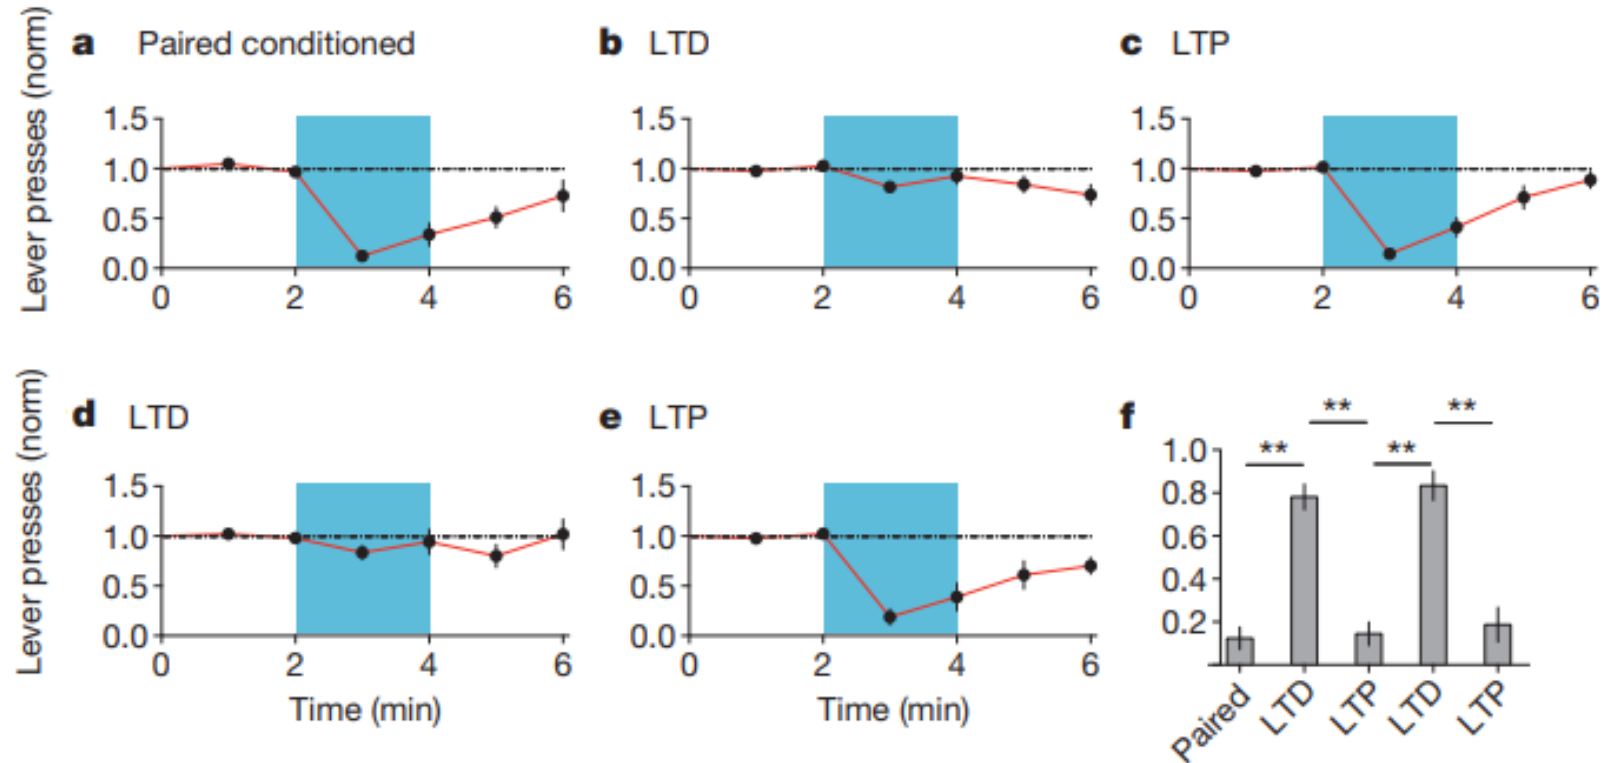 a Paired conditioned
b LTD
c LTP
Lever presses (norm)
1.5
1.0
0.5
0.0
0 2 4 6
1.5
1.0
0.5
0.0
0 2 4 6
1.5
1.0
0.5
0.0
0 2 4 6
d LTD
e LTP
f
Lever presses (norm)
1.5
1.0
0.5
0.0
0 2 4 6
Time (min)
1.5
1.0
0.5
0.0
0 2 4 6
Time (min)
** **
** **
1.0
0.8
0.6
0.4
0.2
Paired LTD LTP LTD LTP